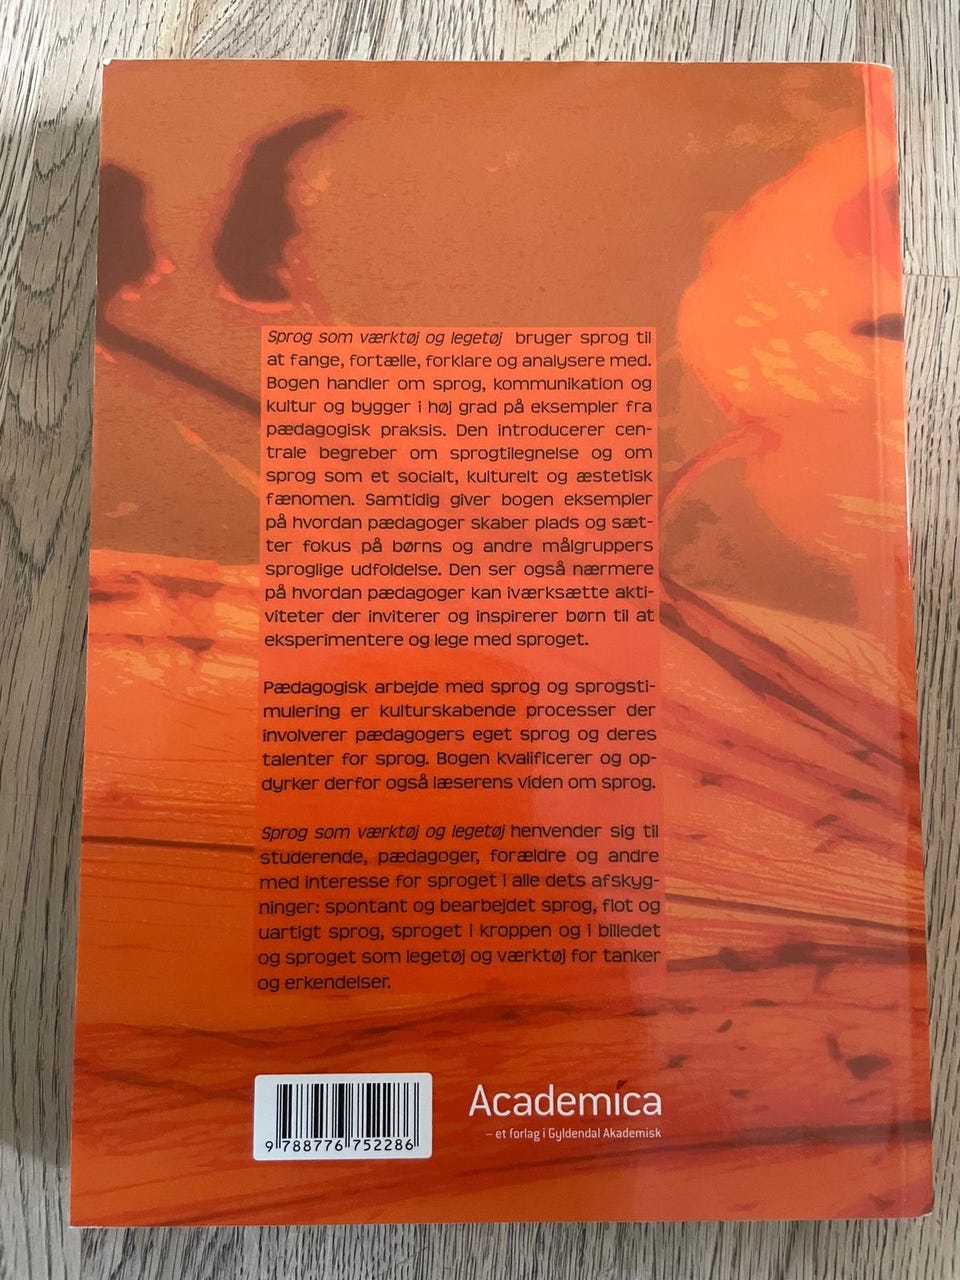 Sprog som værktøj og legetøj bruger sprog til
at fange, fortælle, forklare og analysere med.
Bogen handler om sprog, kommunikation og
kultur og bygger i høj grad på eksempler fra
pædagogisk praksis. Den introducerer cen-
trale begreber om sprogtilegnelse og om
sprog som et socialt, kulturelt og æstetisk
fænomen. Samtidig giver bogen eksempler
på hvordan pædagoger skaber plads og sæt-
ter fokus på børns og andre målgruppers
sproglige udfoldelse. Den ser også nærmere
på hvordan pædagoger kan iværksætte akti-
viteter der inviterer og inspirerer børn til at
eksperimentere og lege med sproget.
Pædagogisk arbejde med sprog og sprogsti-
mulering er kulturskabende processer der
involverer pædagogers eget sprog og deres
talenter for sprog. Bogen kvalificerer og op-
dyrker derfor også læserens viden om sprog.
Sprog som værktøj og legetøj henvender sig til
studerende, pædagoger, forældre og andre
med interesse for sproget i alle dets afskyg-
ninger: spontant og bearbejdet sprog, flot og
uartigt sprog, sproget i kroppen og i billedet
og sproget som legetøj og værktøj for tanker
og erkendelser.
9 788776 752286
Academica
– et forlag i Gyldendal Akademisk